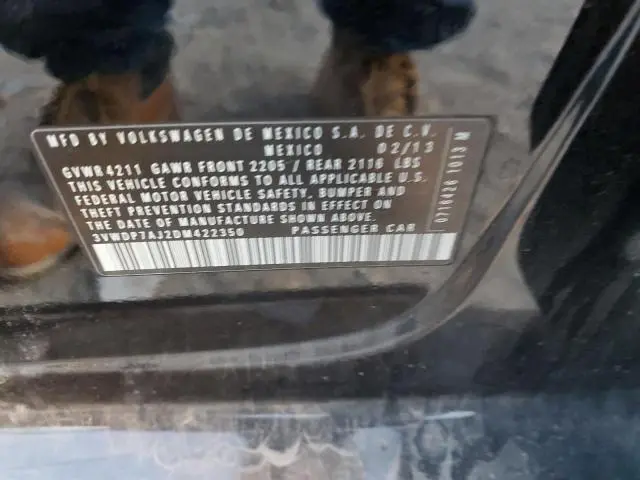 MFD BY VOLKSWAGEN DE MEXICO S.A. DE C.V.
MEXICO 02/13
GVWR 4211 GAWR FRONT 2205 / REAR 2116 LBS
THIS VEHICLE CONFORMS TO ALL APPLICABLE U.S.
FEDERAL MOTOR VEHICLE SAFETY, BUMPER AND
THEFT PREVENTION STANDARDS IN EFFECT ON
THE DATE OF MANUFACTURE SHOWN ABOVE.
3VWDP7AJ2DM422350 PASSENGER CAR
1013 M